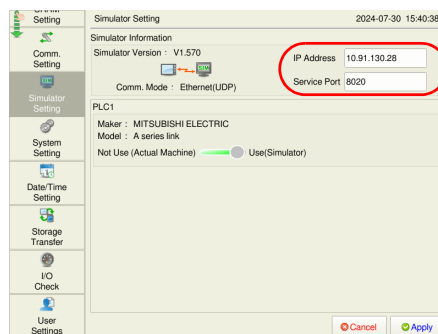 Setting
Simulator Setting
2024-07-30 15:40:38
Comm.
Setting
Simulator
Setting
System
Setting
Date/Time
Setting
Storage
Transfer
I/O
Check
User
Settings
Simulator Information
Simulator Version : V1.570
SIM
Comm. Mode : Ethernet(UDP)
IP Address 10.91.130.28
Service Port 8020
PLC1
Maker : MITSUBISHI ELECTRIC
Model : A series link
Not Use (Actual Machine) Use(Simulator)
Cancel Apply